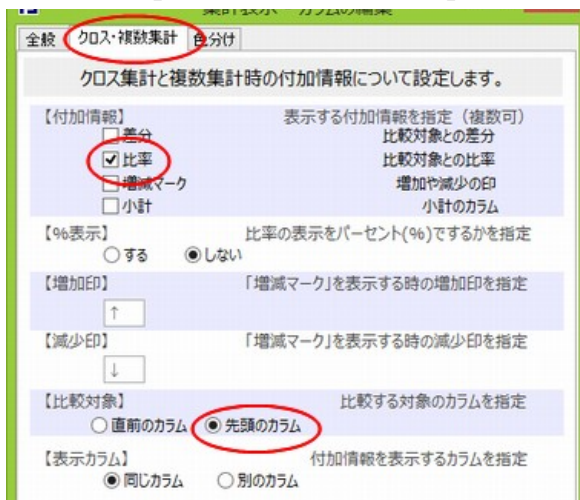 集計表示・カラムの編集
全般 クロス・複数集計 色分け
クロス集計と複数集計時の付加情報について設定します。
【付加情報】 表示する付加情報を指定（複数可）
差分 比較対象との差分
比率 比較対象との比率
増減マーク 増加や減少の印
小計 小計のカラム
【%表示】 比率の表示をパーセント(%)でするかを指定
する しない
【増加印】 「増減マーク」を表示する時の増加印を指定
↑
【減少印】 「増減マーク」を表示する時の減少印を指定
↓
【比較対象】 比較する対象のカラムを指定
直前のカラム 先頭のカラム
【表示カラム】 付加情報を表示するカラムを指定
同じカラム 別のカラム